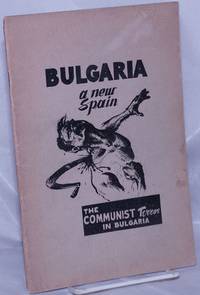 BULGARIA
a new
Spain
THE
COMMUNIST Terror
IN BULGARIA